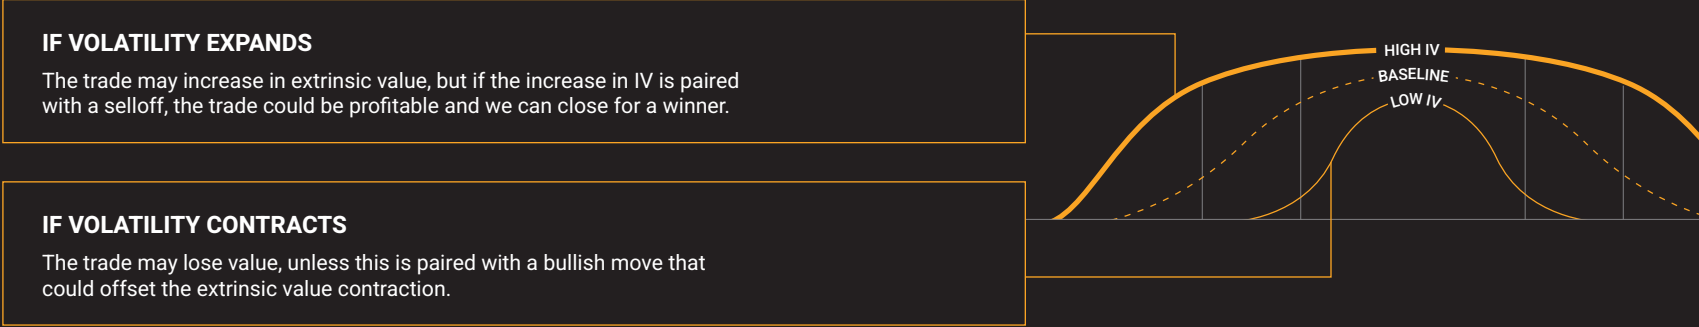 IF VOLATILITY EXPANDS
The trade may increase in extrinsic value, but if the increase in IV is paired
with a selloff, the trade could be profitable and we can close for a winner.
IF VOLATILITY CONTRACTS
The trade may lose value, unless this is paired with a bullish move that
could offset the extrinsic value contraction.
HIGH IV
BASELINE
LOW IV